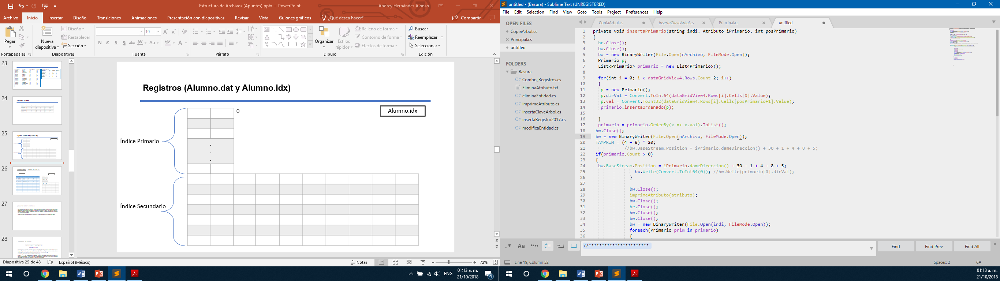 Estructura de Archivos (Apuntes).pptx - PowerPoint
Andrey Hernández Alonso
Archivo
Inicio
Insertar
Diseño
Transiciones
Animaciones
Presentación con diapositivas
Revisar
Vista
Guiones gráficos
¿Qué desea hacer?
Compartir
Pegar
Nueva diapositiva
Diseño
Restablecer
Sección
19
N K S S abc AV Aa A
Organizar
Estilos rápidos
Relleno de forma
Contorno de forma
Efectos de forma
Buscar
Reemplazar
Seleccionar
Portapapeles
Diapositivas
Fuente
Párrafo
Dibujo
Edición
23
24
25
26
27
28
Registros (Alumno.dat y Alumno.idx)
0
Alumno.idx
Índice Primario
.
.
.
Índice Secundario
Diapositiva 25 de 48
Español (México)
Notas
72%
ENG
01:13 a. m.
21/10/2018
4
untitled • (Basura) - Sublime Text (UNREGISTERED)
File Edit Selection Find View Goto Tools Project Preferences Help
OPEN FILES
CopiaArbol.cs
Principal.cs
untitled
FOLDERS
Basura
Combo_Registros.cs
EliminaAtributo.txt
eliminaEntidad.cs
imprimeAtributo.cs
insertaClaveArbol.cs
insertaRegistro2017.cs
modificaEntidad.cs
CopiaArbol.cs
insertaClaveArbol.cs
Principal.cs
untitled
1 private void insertaPrimario(string indi, Atributo iPrimario, int posPrimario)
2 {
3 br.Close();
4 bw.Close();
5 bw = new BinaryWriter(File.Open(nArchivo, FileMode.Open));
6 Primario p;
7 List<Primario> primario = new List<Primario>();
8
9 for(int i = 0; i < dataGridView4.Rows.Count-2; i++)
10 {
11 p = new Primario();
12 p.dirVal = Convert.ToInt64(dataGridView4.Rows[i].Cells[0].Value);
13 p.val = Convert.ToInt32(dataGridView4.Rows[i].Cells[posPrimario+1].Value);
14 primario.insertaOrdenado(p);
15
16 }
17 primario = primario.OrderBy(x => x.val).ToList();
18 bw.Close();
19 bw = new BinaryWriter(File.Open(nArchivo, FileMode.Open));
20 TAMPRIM = (4 + 8) * 20;
21 //bw.BaseStream.Position = iPrimario.dameDireccion() + 30 + 1 + 4 + 8 + 5;
22 if(primario.Count > 0)
23 {
24 bw.BaseStream.Position = iPrimario.dameDireccion() + 30 + 1 + 4 + 8 + 5;
25 bw.Write(Convert.ToInt64(0)); //bw.Write(primario[0].dirVal);
26 }
27
28 bw.Close();
29 imprimeAtributo(atributo);
30 bw.Close();
31 br.Close();
32 bw.Close();
33 bw.Close();
34 bw = new BinaryWriter(File.Open(indi, FileMode.Open));
35 foreach(Primario prim in primario)
36 {
.* Aa “”
//***********************
Find
Find Prev
Find All
Line 19, Column 52
Spaces: 2
C#
01:13 a. m.
21/10/2018